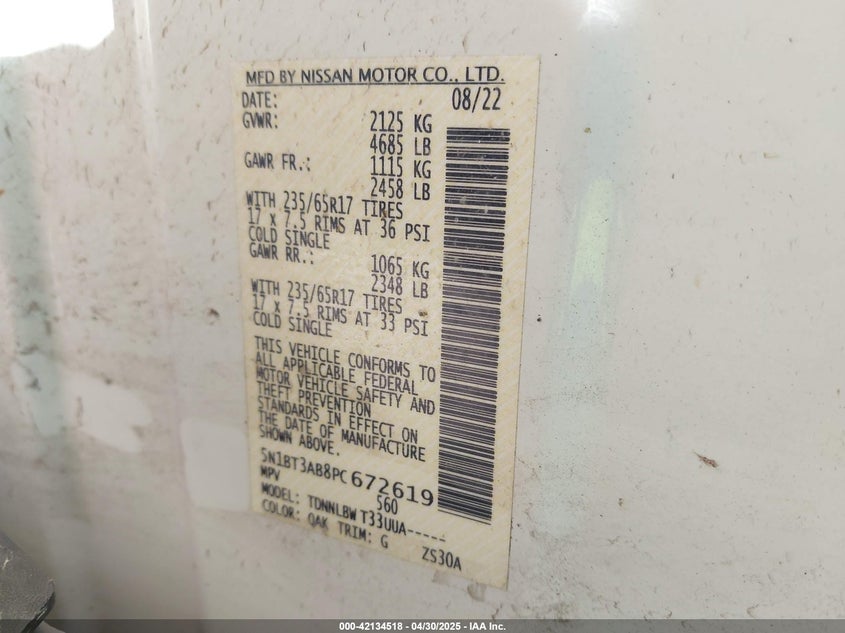 MFD BY NISSAN MOTOR CO., LTD.
DATE: 08/22
GVWR: 2125 KG
4685 LB
GAWR FR.: 1115 KG
2458 LB
WITH 235/65R17 TIRES
17 x 7.5 RIMS AT 36 PSI
COLD SINGLE
GAWR RR.: 1065 KG
2348 LB
WITH 235/65R17 TIRES
17 x 7.5 RIMS AT 33 PSI
COLD SINGLE
THIS VEHICLE CONFORMS TO
ALL APPLICABLE FEDERAL
MOTOR VEHICLE SAFETY AND
THEFT PREVENTION
STANDARDS IN EFFECT ON
THE DATE OF MANUFACTURE
SHOWN ABOVE.
5N1BT3AB8PC672619
MPV 560
MODEL: TDNNLBW T33UUA-----
COLOR: QAK TRIM: G ZS30A
000-42134518 - 04/30/2025 - IAA Inc.